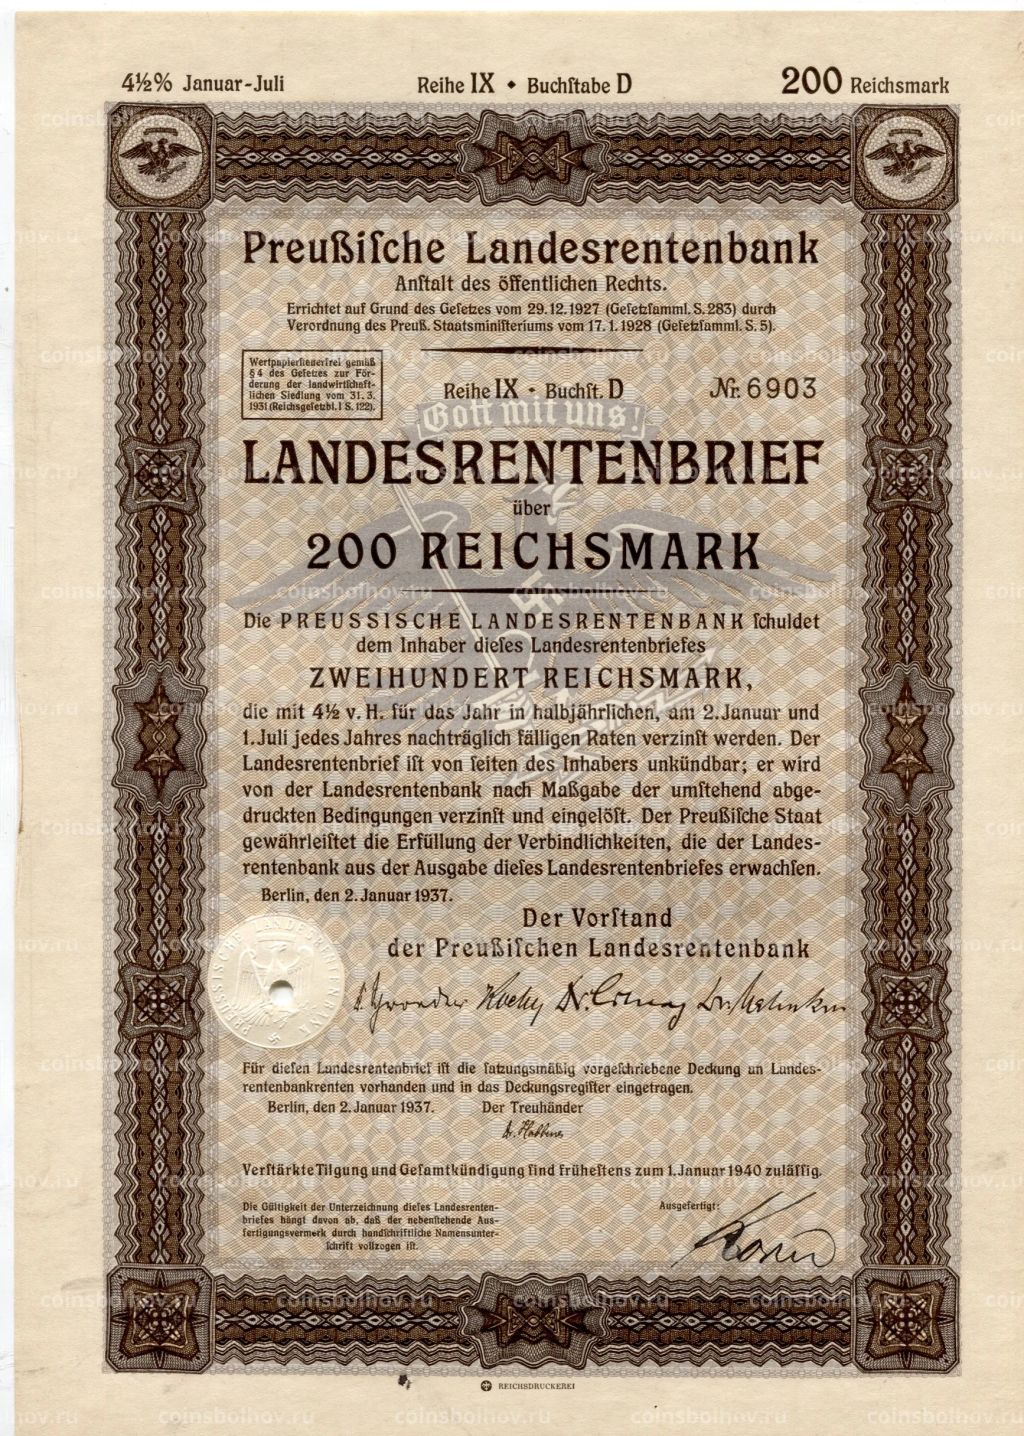 4½% Januar-Juli Reihe IX • Buchſtabe D 200 Reichsmark
Preußiſche Landesrentenbank
Anſtalt des öffentlichen Rechts.
Errichtet auf Grund des Geſetzes vom 29.12.1927 (Geſetzſamml. S. 283) durch
Verordnung des Preuß. Staatsminiſteriums vom 17.1.1928 (Geſetzſamml. S. 5).
Wertpapierſteuerfrei gemäß
§ 4 des Geſetzes zur För-
derung der landwirtſchaft-
lichen Siedlung vom 31. 3.
1931 (Reichsgeſetzbl. I S. 122).
Reihe IX • Buchſt. D Nr. 6903
Gott mit uns!
LANDESRENTENBRIEF
über
200 REICHSMARK
Die PREUSSISCHE LANDESRENTENBANK ſchuldet
dem Inhaber dieſes Landesrentenbriefes
ZWEIHUNDERT REICHSMARK,
die mit 4½ v. H. für das Jahr in halbjährlichen, am 2. Januar und
1. Juli jedes Jahres nachträglich fälligen Raten verzinſt werden. Der
Landesrentenbrief iſt von ſeiten des Inhabers unkündbar; er wird
von der Landesrentenbank nach Maßgabe der umſtehend abge-
druckten Bedingungen verzinſt und eingelöſt. Der Preußiſche Staat
gewährleiſtet die Erfüllung der Verbindlichkeiten, die der Landes-
rentenbank aus der Ausgabe dieſes Landesrentenbriefes erwachſen.
Berlin, den 2. Januar 1937.
Der Vorſtand
der Preußiſchen Landesrentenbank
PREUSSISCHE LANDESRENTENBANK
Für dieſen Landesrentenbrief iſt die ſatzungsmäßig vorgeſchriebene Deckung an Landes-
rentenbankrenten vorhanden und in das Deckungsregiſter eingetragen.
Berlin, den 2. Januar 1937. Der Treuhänder
Verſtärkte Tilgung und Geſamtkündigung ſind früheſtens zum 1. Januar 1940 zuläſſig.
Die Gültigkeit der Unterzeichnung dieſes Landesrenten-
briefes hängt davon ab, daß der nebenſtehende Aus-
fertigungsvermerk durch handſchriftliche Namensunter-
ſchrift vollzogen iſt.
Ausgefertigt:
REICHSDRUCKEREI
coinsbolhov.ru